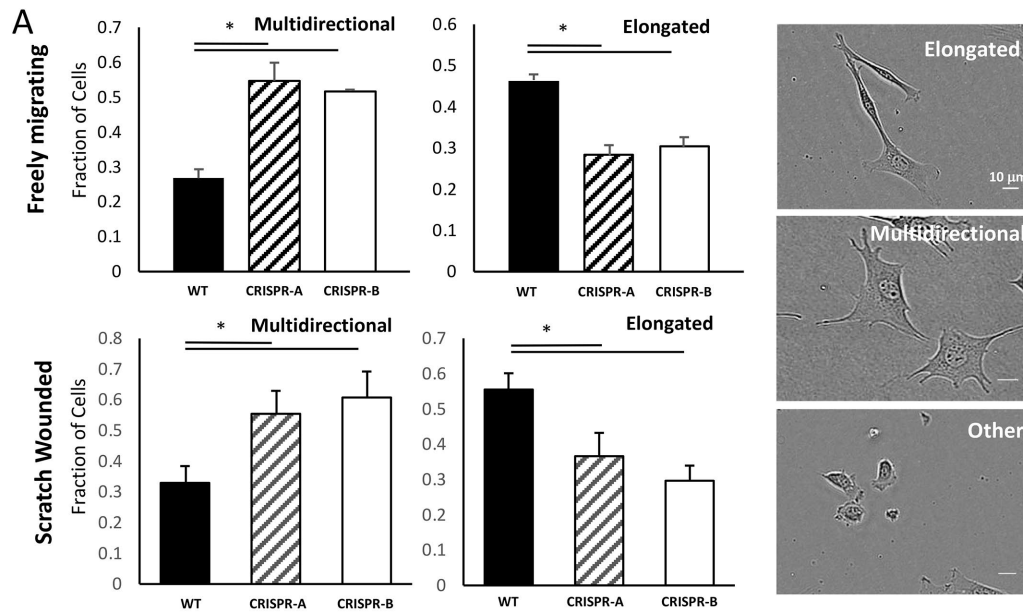 A
Freely migrating
Fraction of Cells
0.7
0.6
0.5
0.4
0.3
0.2
0.1
0
*
Multidirectional
WT
CRISPR-A
CRISPR-B
0.6
0.5
0.4
0.3
0.2
0.1
0
*
Elongated
WT
CRISPR-A
CRISPR-B
Elongated
10 μm
Multidirectional
Other
Scratch Wounded
Fraction of Cells
0.8
0.7
0.6
0.5
0.4
0.3
0.2
0.1
0
*
Multidirectional
WT
CRISPR-A
CRISPR-B
0.7
0.6
0.5
0.4
0.3
0.2
0.1
0
*
Elongated
WT
CRISPR-A
CRISPR-B